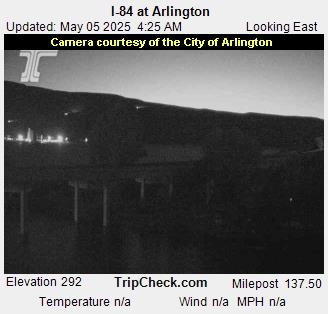 I-84 at Arlington
Updated: May 05 2025 4:25 AM Looking East
Camera courtesy of the City of Arlington
Elevation 292 TripCheck.com Milepost 137.50
Temperature n/a Wind n/a MPH n/a